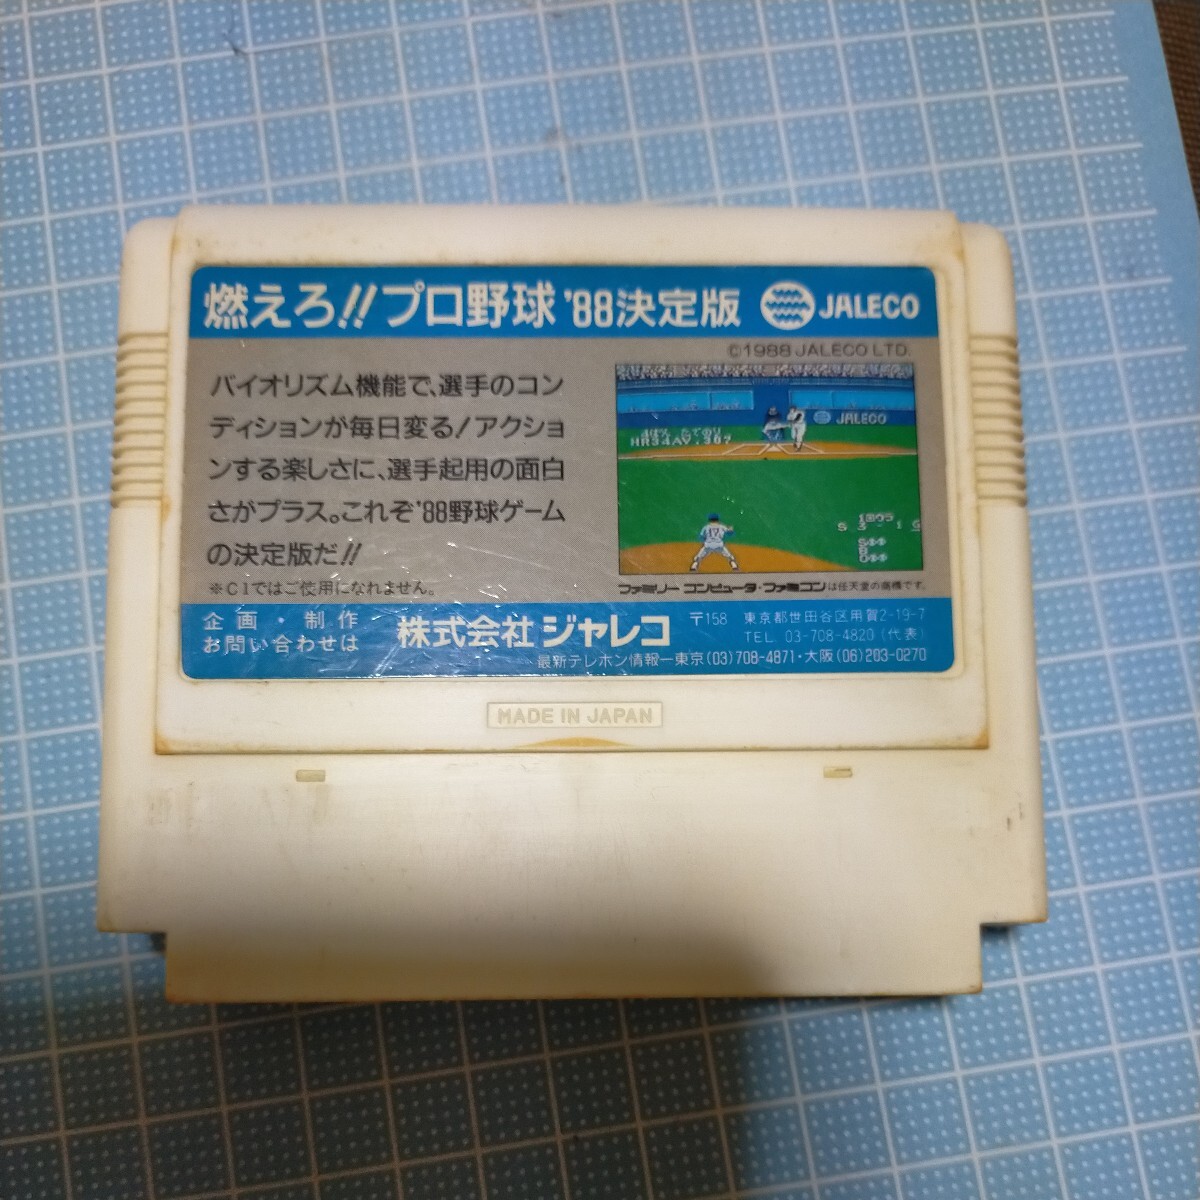 燃えろ!!プロ野球'88決定版 JALECO
©1988 JALECO LTD.
バイオリズム機能で、選手のコン
ディションが毎日変る!アクショ
ンする楽しさに、選手起用の面白
さがプラス。これぞ'88野球ゲーム
の決定版だ!!
※C1ではご使用になれません。
JALECO
HR34AV.307
ファミリーコンピュータ・ファミコンは任天堂の商標です。
企画・制作
お問い合わせは
株式会社 ジャレコ
〒158 東京都世田谷区用賀2-19-7
TEL 03-708-4820(代表)
最新テレホン情報ー東京(03)708-4871・大阪(06)203-0270
MADE IN JAPAN